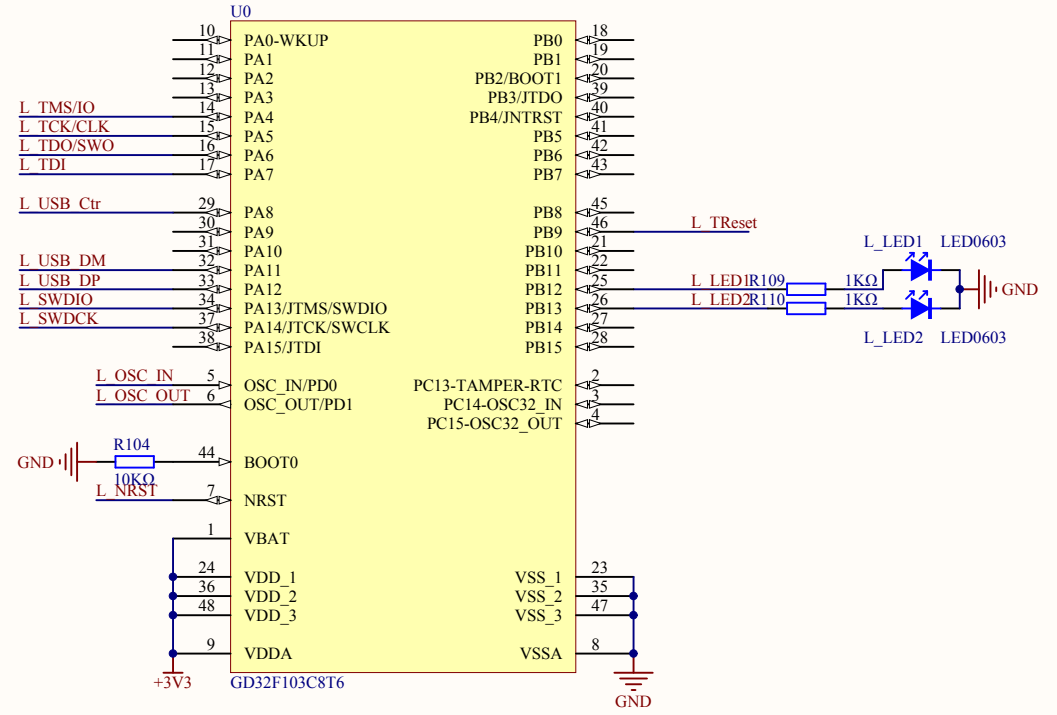 U0
10 PA0-WKUP PB0 18
11 PA1 PB1 19
12 PA2 PB2/BOOT1 20
13 PA3 PB3/JTDO 39
L_TMS/IO 14 PA4 PB4/JNTRST 40
L_TCK/CLK 15 PA5 PB5 41
L_TDO/SWO 16 PA6 PB6 42
L_TDI 17 PA7 PB7 43
L_USB_Ctr 29 PA8 PB8 45
30 PA9 PB9 46 L_TReset
31 PA10 PB10 21
L_LED1 LED0603
L_USB_DM 32 PA11 PB11 22
L_USB_DP 33 PA12 PB12 25 L_LED1 R109 1KΩ GND
L_SWDIO 34 PA13/JTMS/SWDIO PB13 26 L_LED2 R110 1KΩ
L_SWDCK 37 PA14/JTCK/SWCLK PB14 27
L_LED2 LED0603
38 PA15/JTDI PB15 28
L_OSC_IN 5 OSC_IN/PD0 PC13-TAMPER-RTC 2
L_OSC_OUT 6 OSC_OUT/PD1 PC14-OSC32_IN 3
PC15-OSC32_OUT 4
R104
GND 44 BOOT0
10KΩ
L_NRST 7 NRST
1 VBAT
24 VDD_1 VSS_1 23
36 VDD_2 VSS_2 35
48 VDD_3 VSS_3 47
9 VDDA VSSA 8
+3V3 GD32F103C8T6
GND